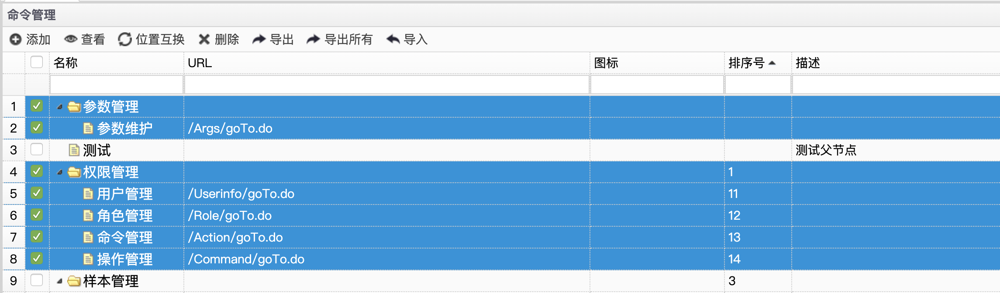 命令管理
添加 查看 位置互换 删除 导出 导出所有 导入
名称 URL 图标 排序号 描述
1 参数管理
2 参数维护 /Args/goTo.do
3 测试 测试父节点
4 权限管理 1
5 用户管理 /Userinfo/goTo.do 11
6 角色管理 /Role/goTo.do 12
7 命令管理 /Action/goTo.do 13
8 操作管理 /Command/goTo.do 14
9 样本管理 3